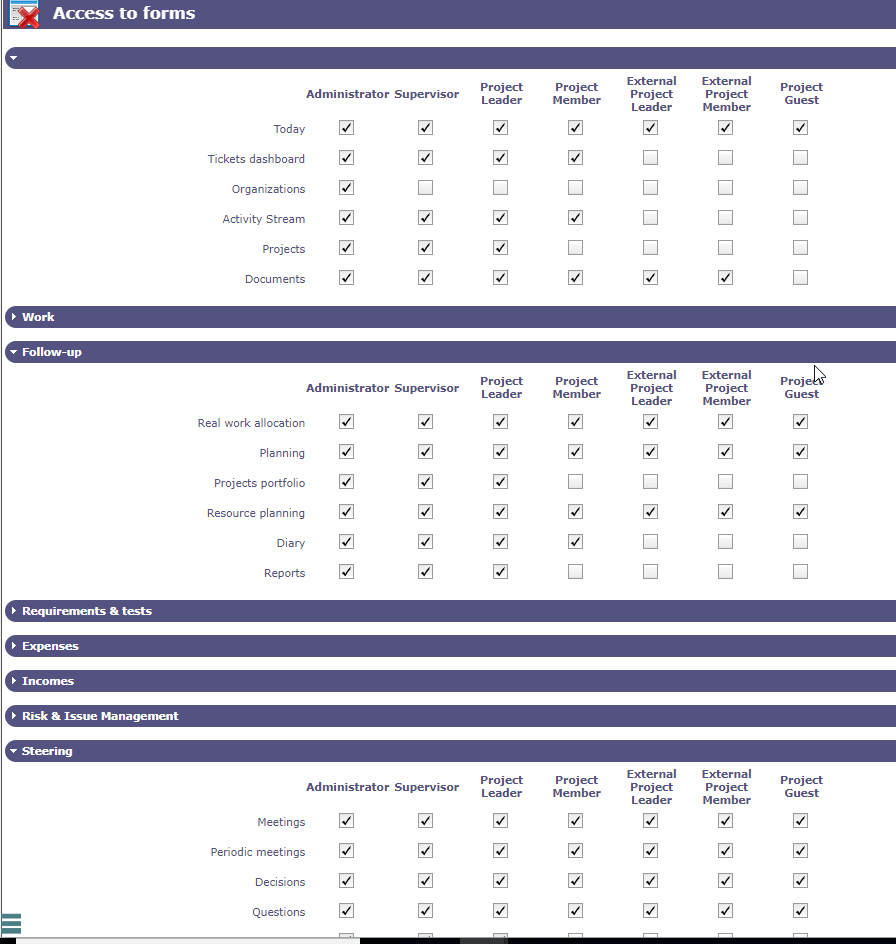 Access to forms
Administrator Supervisor Project Leader Project Member External Project Leader External Project Member Project Guest
Today
Tickets dashboard
Organizations
Activity Stream
Projects
Documents
Work
Follow-up
Administrator Supervisor Project Leader Project Member External Project Leader External Project Member Project Guest
Real work allocation
Planning
Projects portfolio
Resource planning
Diary
Reports
Requirements & tests
Expenses
Incomes
Risk & Issue Management
Steering
Administrator Supervisor Project Leader Project Member External Project Leader External Project Member Project Guest
Meetings
Periodic meetings
Decisions
Questions